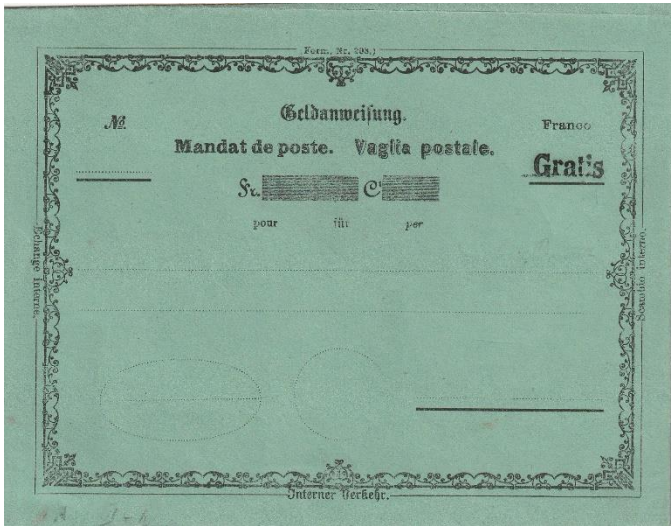 Form. Nr. 208.)
Geldanweisung.
№
Franco
Mandat de poste. Vaglia postale.
Gratis
Fr. Cˢ
pour für per
Echange Interne.
Scambio interno.
Interner Verkehr.